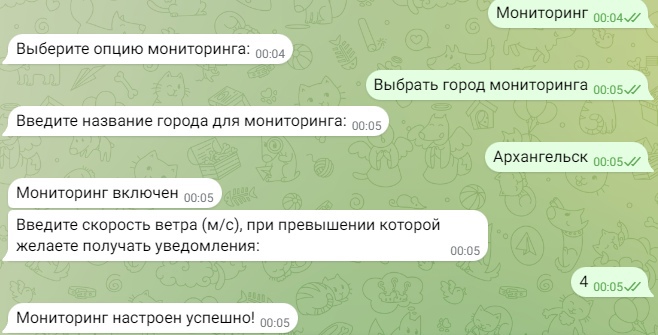 Мониторинг 00:04
Выберите опцию мониторинга: 00:04
Выбрать город мониторинга 00:05
Введите название города для мониторинга: 00:05
Архангельск 00:05
Мониторинг включен 00:05
Введите скорость ветра (м/с), при превышении которой
желаете получать уведомления: 00:05
4 00:05
Мониторинг настроен успешно! 00:05